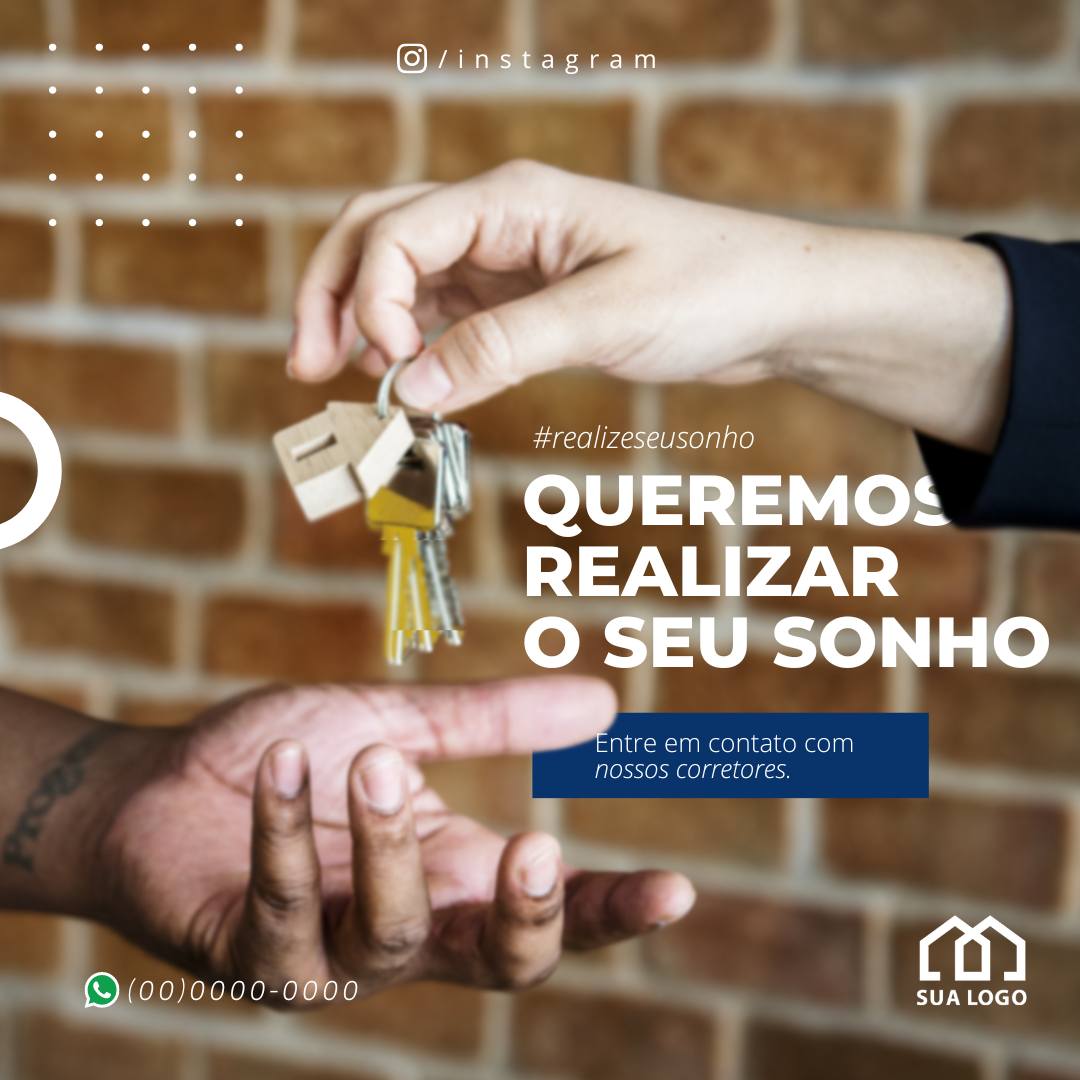 /instagram
#realizeseusonho
QUEREMOS
REALIZAR
O SEU SONHO
Entre em contato com
nossos corretores.
(00)0000-0000
SUA LOGO